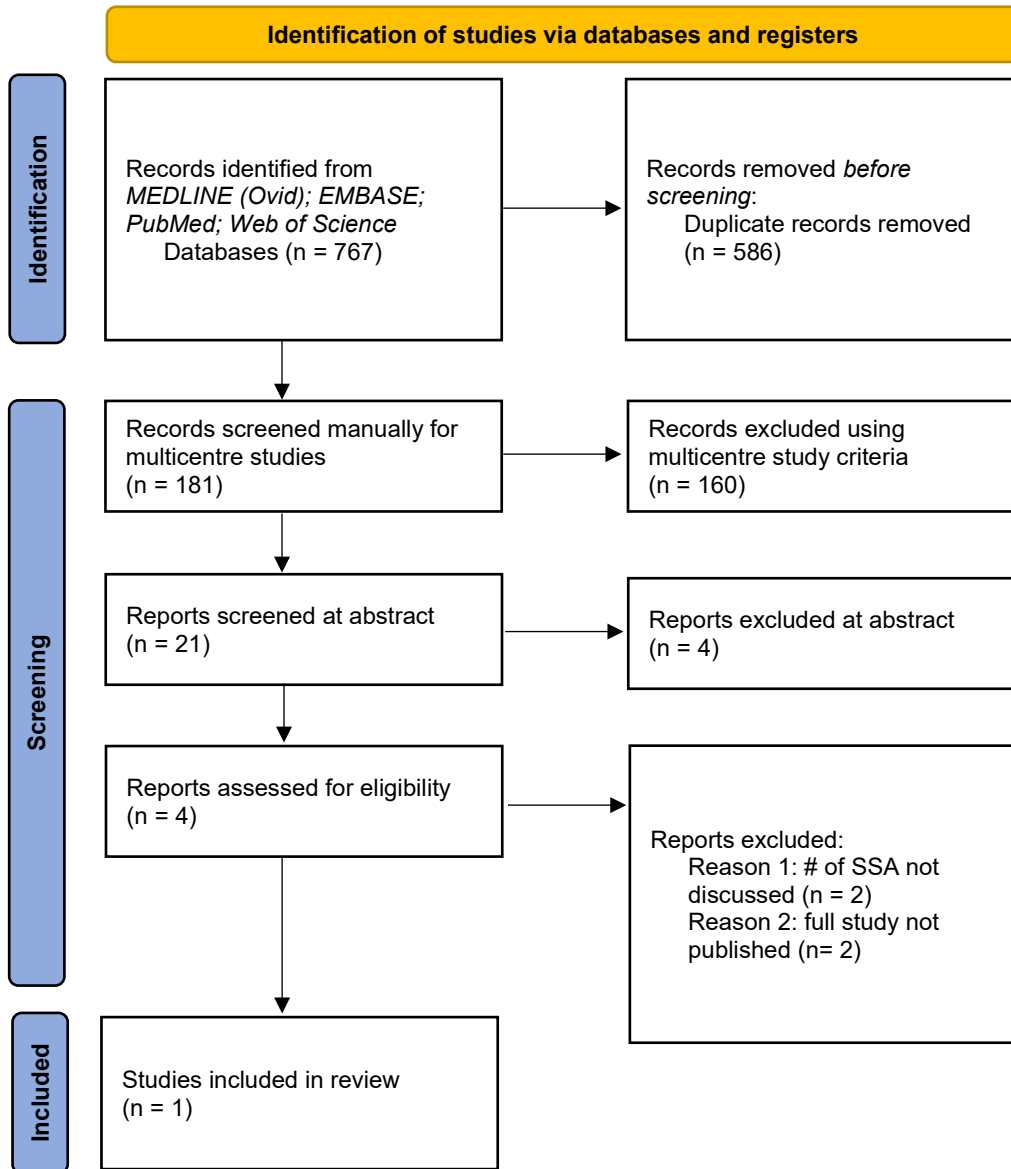 Identification of studies via databases and registers
Identification
Records identified from
MEDLINE (Ovid); EMBASE;
PubMed; Web of Science
Databases (n = 767)
Records removed before
screening:
Duplicate records removed
(n = 586)
Screening
Records screened manually for
multicentre studies
(n = 181)
Records excluded using
multicentre study criteria
(n = 160)
Reports screened at abstract
(n = 21)
Reports excluded at abstract
(n = 4)
Reports assessed for eligibility
(n = 4)
Reports excluded:
Reason 1: # of SSA not
discussed (n = 2)
Reason 2: full study not
published (n= 2)
Included
Studies included in review
(n = 1)